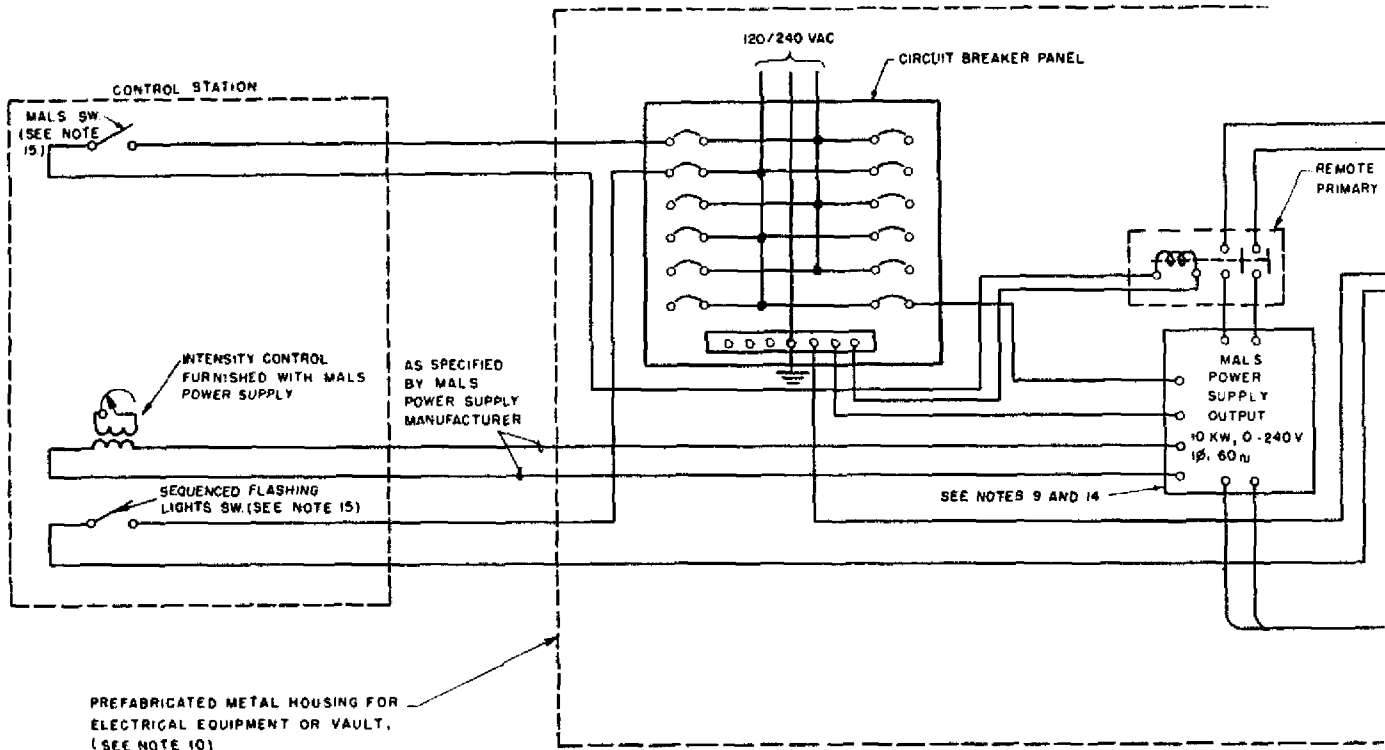 120/240 VAC
CIRCUIT BREAKER PANEL
CONTROL STATION
MALS SW.
(SEE NOTE
15.)
REMOTE
PRIMARY
INTENSITY CONTROL
FURNISHED WITH MALS
POWER SUPPLY
AS SPECIFIED
BY MALS
POWER SUPPLY
MANUFACTURER
MALS
POWER
SUPPLY
OUTPUT
10 KW, 0-240V
1Ø, 60~
SEQUENCED FLASHING
LIGHTS SW.(SEE NOTE 15)
SEE NOTES 9 AND 14
PREFABRICATED METAL HOUSING FOR
ELECTRICAL EQUIPMENT OR VAULT,
(SEE NOTE 10)